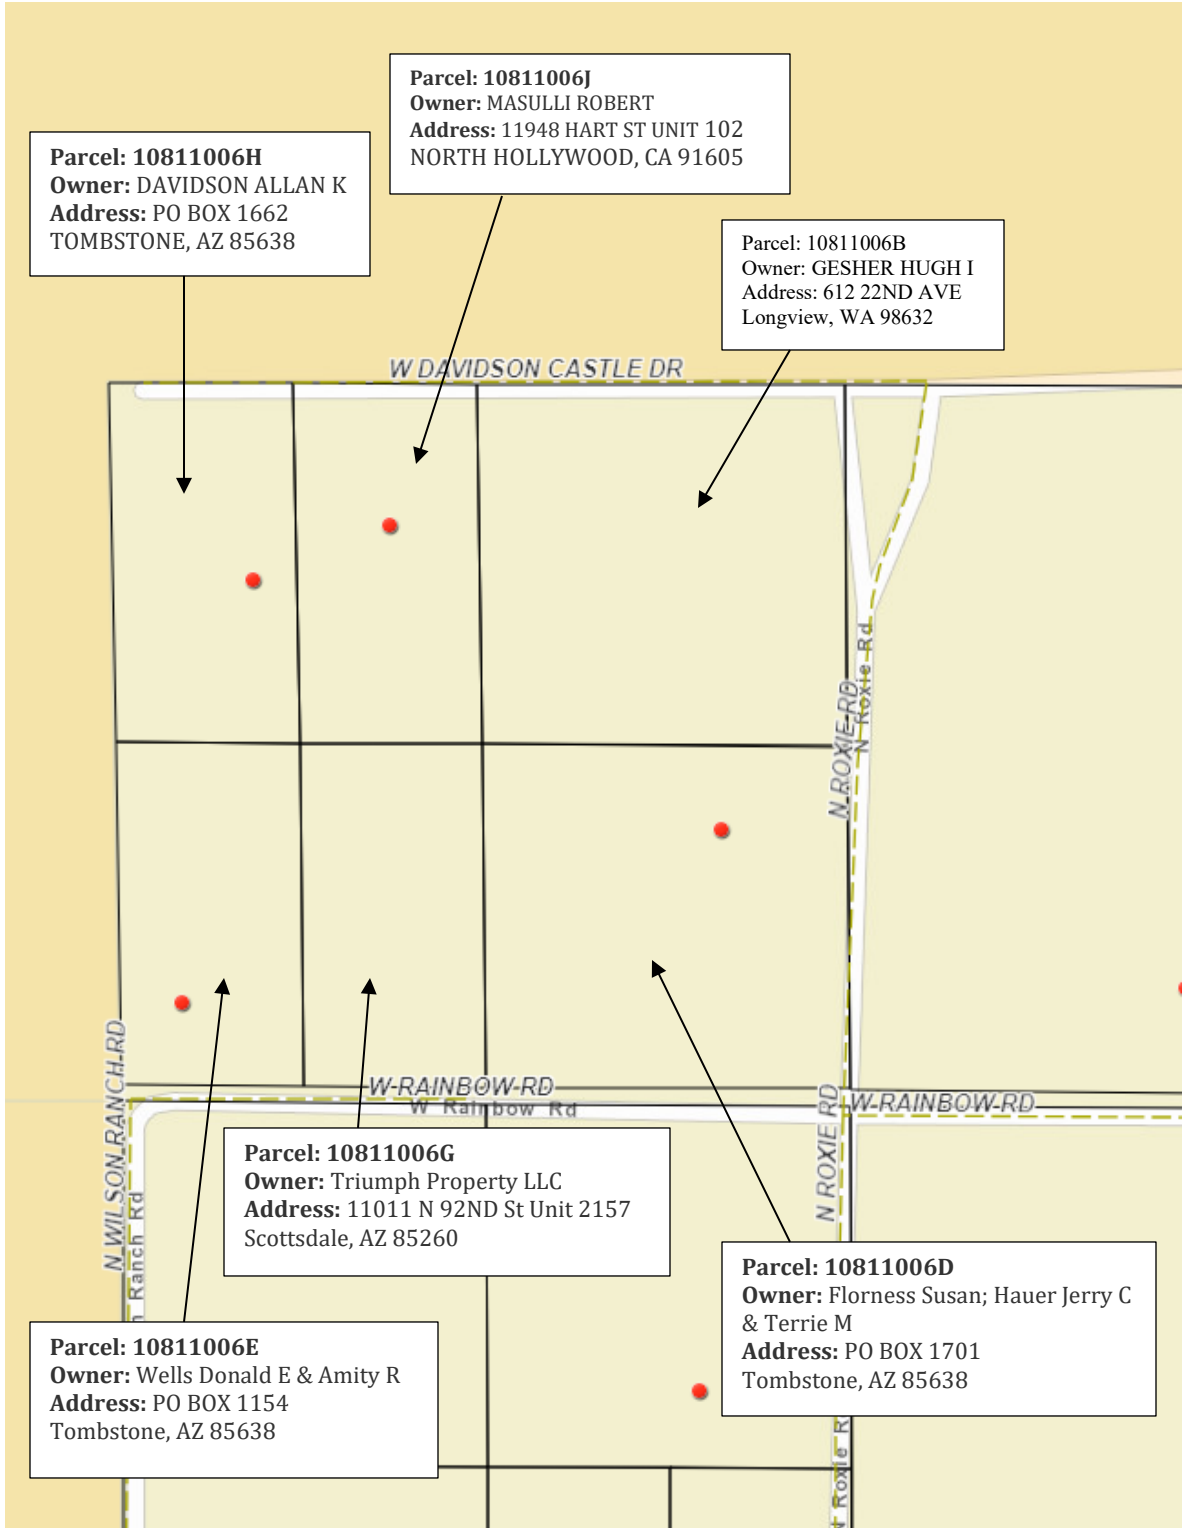 Parcel: 10811006J
Owner: MASULLI ROBERT
Address: 11948 HART ST UNIT 102
NORTH HOLLYWOOD, CA 91605
Parcel: 10811006H
Owner: DAVIDSON ALLAN K
Address: PO BOX 1662
TOMBSTONE, AZ 85638
Parcel: 10811006B
Owner: GESHER HUGH I
Address: 612 22ND AVE
Longview, WA 98632
W DAVIDSON CASTLE DR
N Roxie Rd
N ROXIE RD
N WILSON RANCH RD
W RAINBOW RD
W Rainbow Rd
W RAINBOW RD
N ROXIE RD
Ranch Rd
Parcel: 10811006G
Owner: Triumph Property LLC
Address: 11011 N 92ND St Unit 2157
Scottsdale, AZ 85260
Parcel: 10811006D
Owner: Florness Susan; Hauer Jerry C
& Terrie M
Address: PO BOX 1701
Tombstone, AZ 85638
Parcel: 10811006E
Owner: Wells Donald E & Amity R
Address: PO BOX 1154
Tombstone, AZ 85638
Roxie R